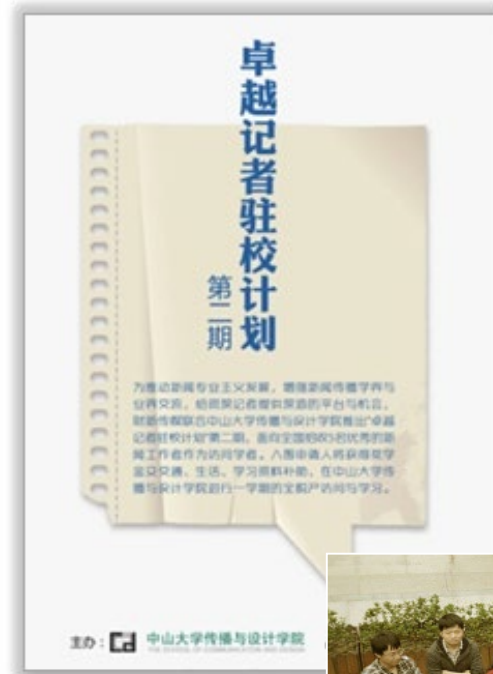 卓越记者驻校计划
第二期
为推动新闻专业主义发展，增强新闻传播学界与
业界交流，给资深记者提供深造的平台与机会，
财新传媒联合中山大学传播与设计学院推出“卓越
记者驻校计划”第二期，面向全国招收5名优秀的新
闻工作者作为访问学者。入围申请人将获得奖学
金及交通、生活、学习资料补助，在中山大学传
播与设计学院进行一学期的全脱产访问与学习。
主办：
中山大学传播与设计学院
THE SCHOOL OF COMMUNICATION AND DESIGN